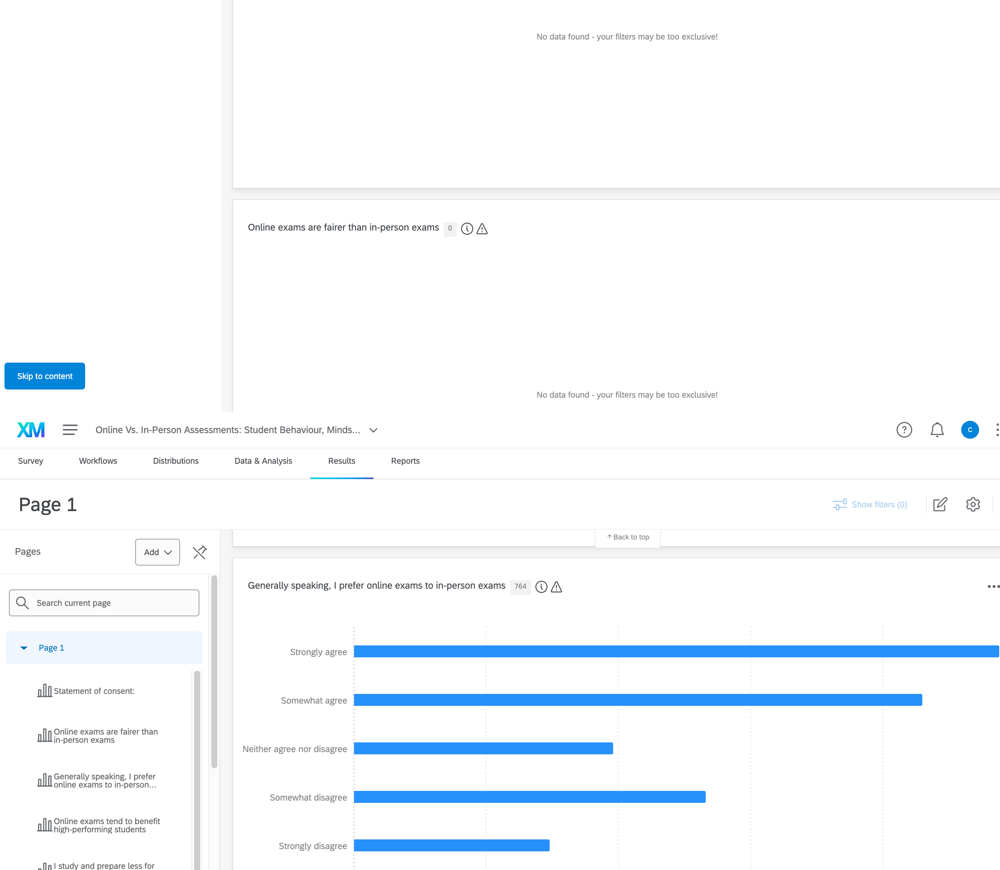 No data found - your filters may be too exclusive!
Online exams are fairer than in-person exams 0
Skip to content
No data found - your filters may be too exclusive!
XM
Online Vs. In-Person Assessments: Student Behaviour, Minds...
? C
Survey Workflows Distributions Data & Analysis Results Reports
Page 1
Show filters (0)
Pages
Add
↑ Back to top
Search current page
Page 1
Statement of consent:
Online exams are fairer than
in-person exams
Generally speaking, I prefer
online exams to in-person...
Online exams tend to benefit
high-performing students
I study and prepare less for
Generally speaking, I prefer online exams to in-person exams 764
Strongly agree
Somewhat agree
Neither agree nor disagree
Somewhat disagree
Strongly disagree